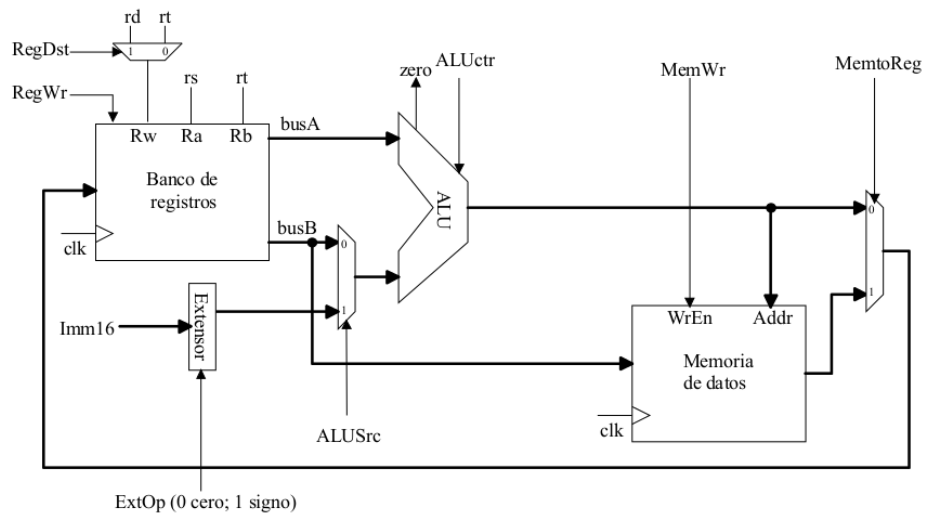 rd rt
RegDst
1 0
RegWr
rs
rt
Rw Ra Rb
Banco de
registros
clk
busA
busB
zero
ALUctr
ALU
MemWr
MemtoReg
0
1
0
1
Imm16
Extensor
ALUSrc
ExtOp (0 cero; 1 signo)
WrEn Addr
Memoria
de datos
clk